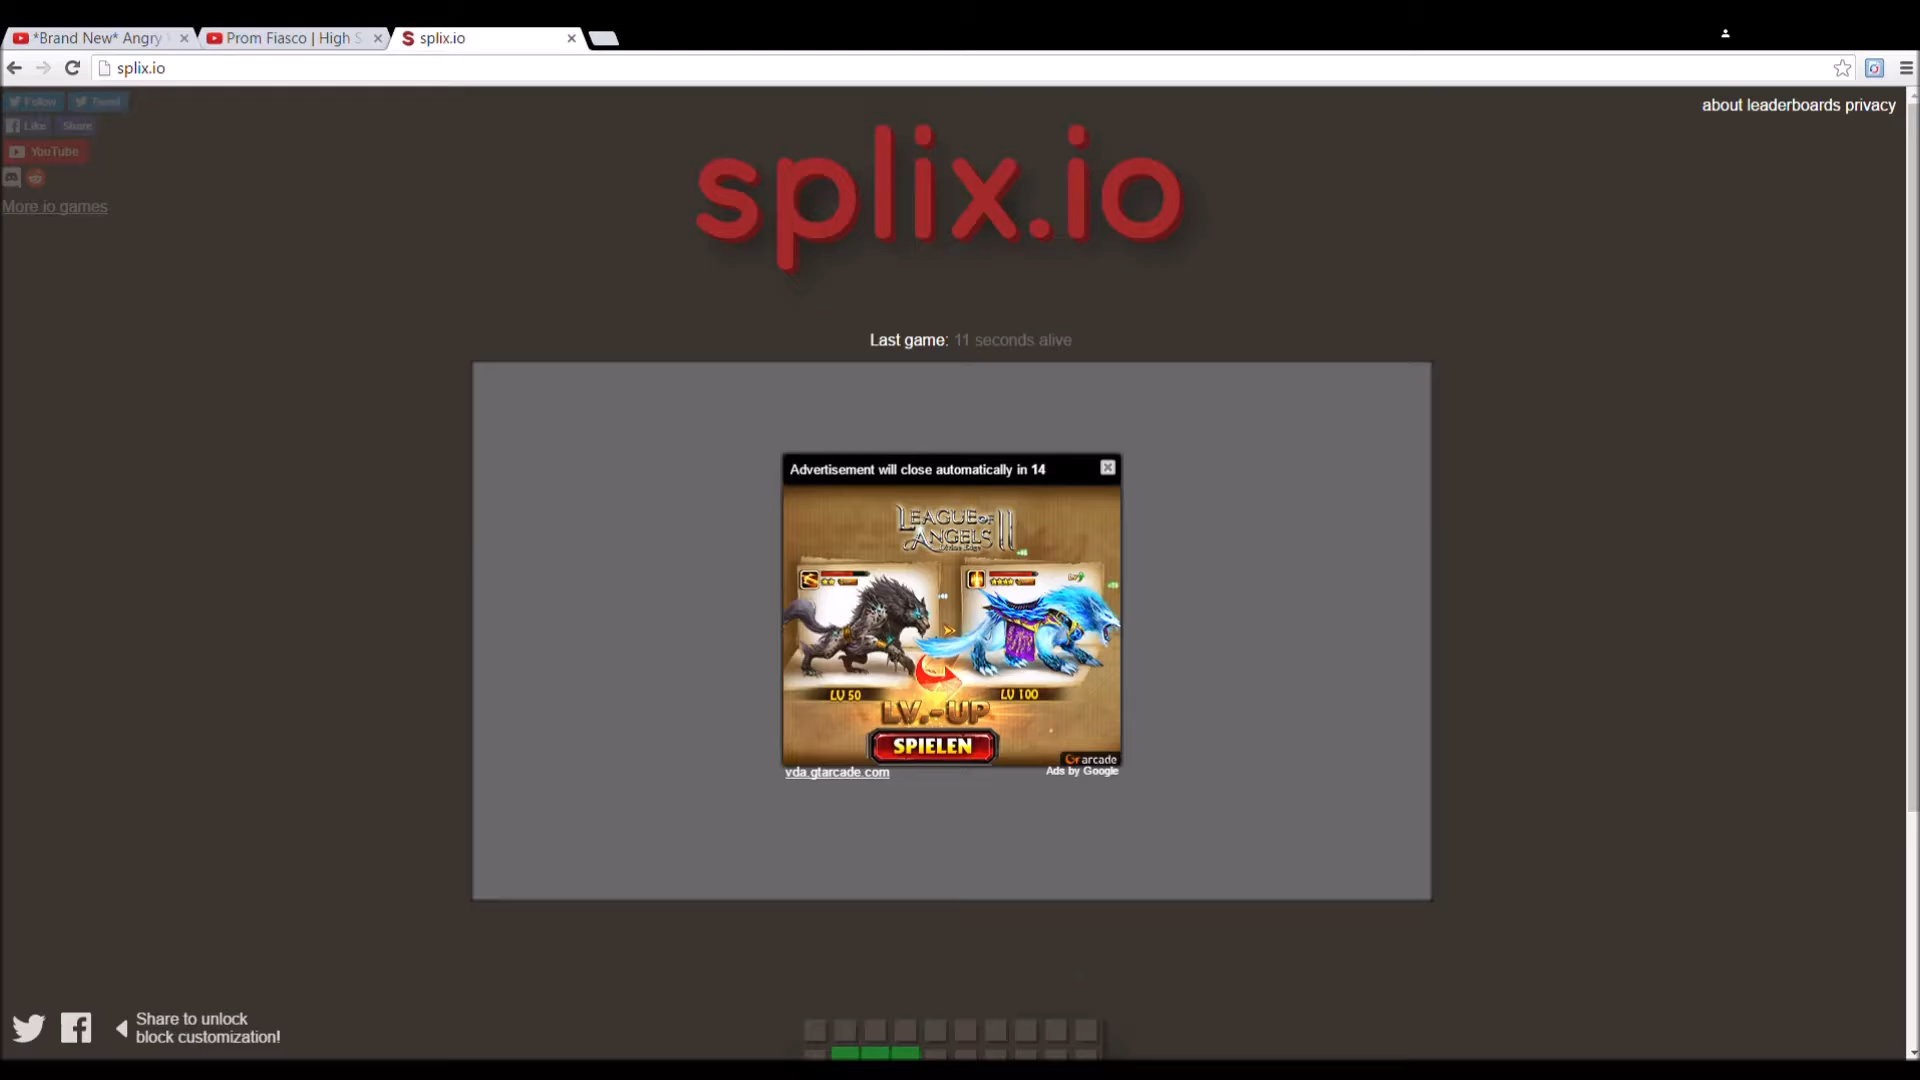 *Brand New* Angry
Prom Fiasco | High S
splix.io
splix.io
Follow
Tweet
Like
Share
YouTube
More io games
about leaderboards privacy
splix.io
Last game: 11 seconds alive
Advertisement will close automatically in 14
LEAGUE OF
ANGELS II
LV 50
LV 100
LV.-UP
SPIELEN
arcade
vda.gtarcade.com
Ads by Google
Share to unlock
block customization!